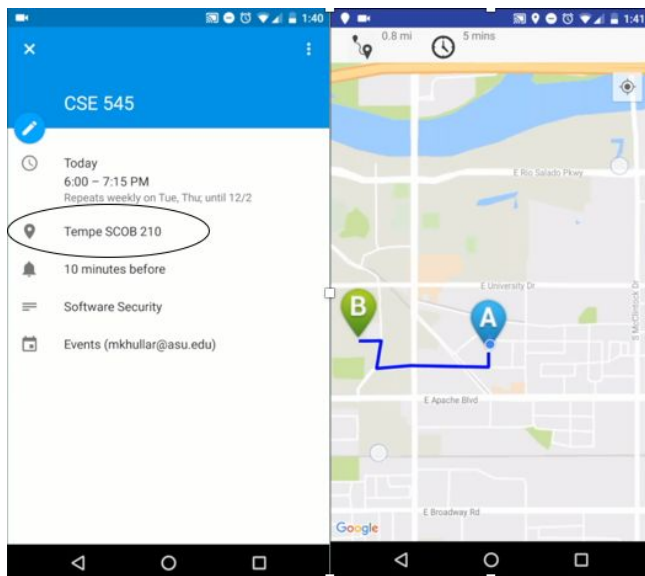 1:40
CSE 545
Today
6:00 – 7:15 PM
Repeats weekly on Tue, Thu; until 12/2
Tempe SCOB 210
10 minutes before
Software Security
Events (mkhullar@asu.edu)
1:41
0.8 mi
5 mins
E Rio Salado Pkwy
E University Dr
S McClintock Dr
B
A
E Apache Blvd
E Broadway Rd
Google